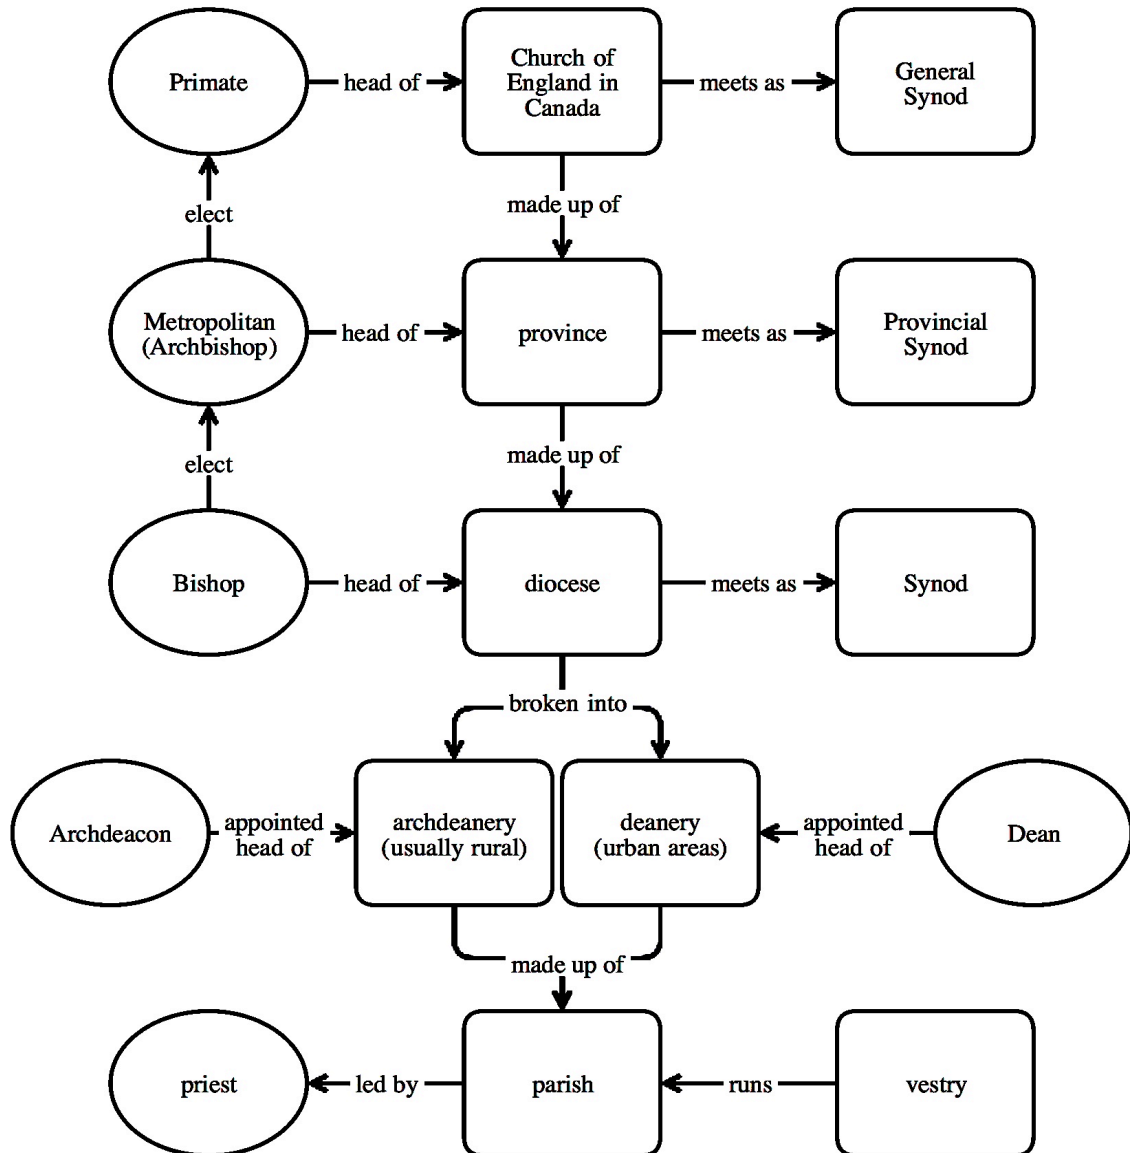 Primate
head of
Church of
England in
Canada
meets as
General
Synod
elect
made up of
Metropolitan
(Archbishop)
head of
province
meets as
Provincial
Synod
elect
made up of
Bishop
head of
diocese
meets as
Synod
broken into
Archdeacon
appointed
head of
archdeanery
(usually rural)
deanery
(urban areas)
appointed
head of
Dean
made up of
priest
led by
parish
runs
vestry